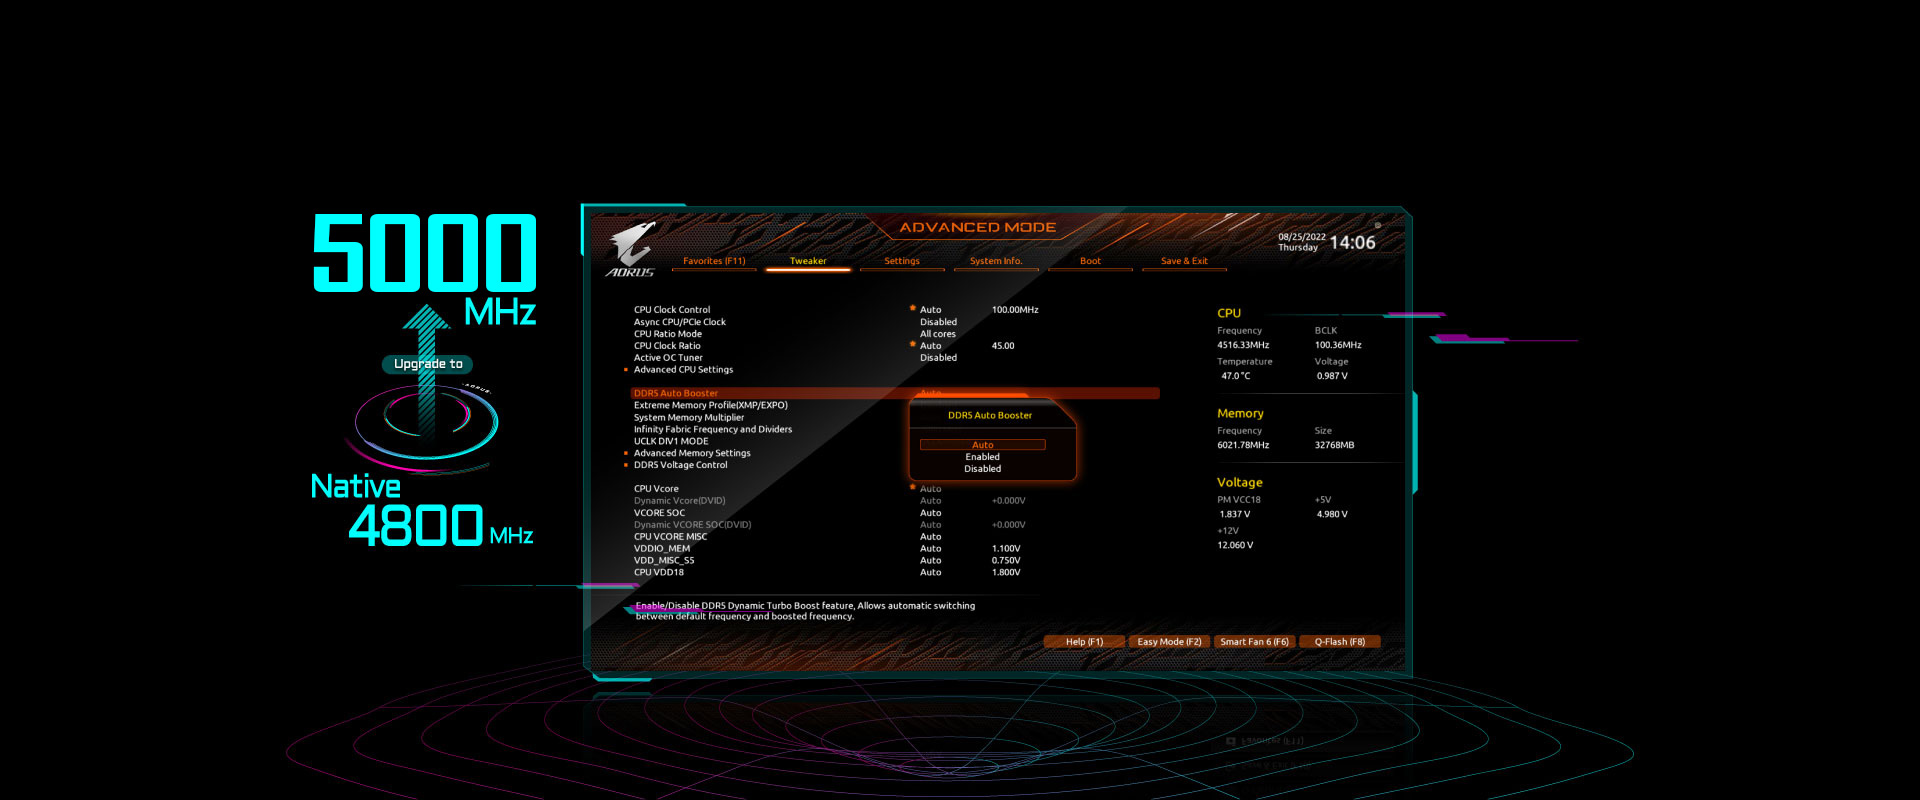 5000
MHz
Upgrade to
AORUS
Native
4800 MHz
ADVANCED MODE
AORUS
08/25/2022
Thursday
14:06
Favorites (F11) Tweaker Settings System Info. Boot Save & Exit
CPU Clock Control Auto 100.00MHz
Async CPU/PCIe Clock Disabled
CPU Ratio Mode All cores
CPU Clock Ratio Auto 45.00
Active OC Tuner Disabled
Advanced CPU Settings
DDR5 Auto Booster Auto
Extreme Memory Profile(XMP/EXPO)
System Memory Multiplier
Infinity Fabric Frequency and Dividers
UCLK DIV1 MODE
Advanced Memory Settings
DDR5 Voltage Control
DDR5 Auto Booster
Auto
Enabled
Disabled
CPU Vcore Auto
Dynamic Vcore(DVID) Auto +0.000V
VCORE SOC Auto
Dynamic VCORE SOC(DVID) Auto +0.000V
CPU VCORE MISC Auto
VDDIO_MEM Auto 1.100V
VDD_MISC_S5 Auto 0.750V
CPU VDD18 Auto 1.800V
Enable/Disable DDR5 Dynamic Turbo Boost feature, Allows automatic switching
between default frequency and boosted frequency.
CPU
Frequency BCLK
4516.33MHz 100.36MHz
Temperature Voltage
47.0 °C 0.987 V
Memory
Frequency Size
6021.78MHz 32768MB
Voltage
PM VCC18 +5V
1.837 V 4.980 V
+12V
12.060 V
Help (F1) Easy Mode (F2) Smart Fan 6 (F6) Q-Flash (F8)